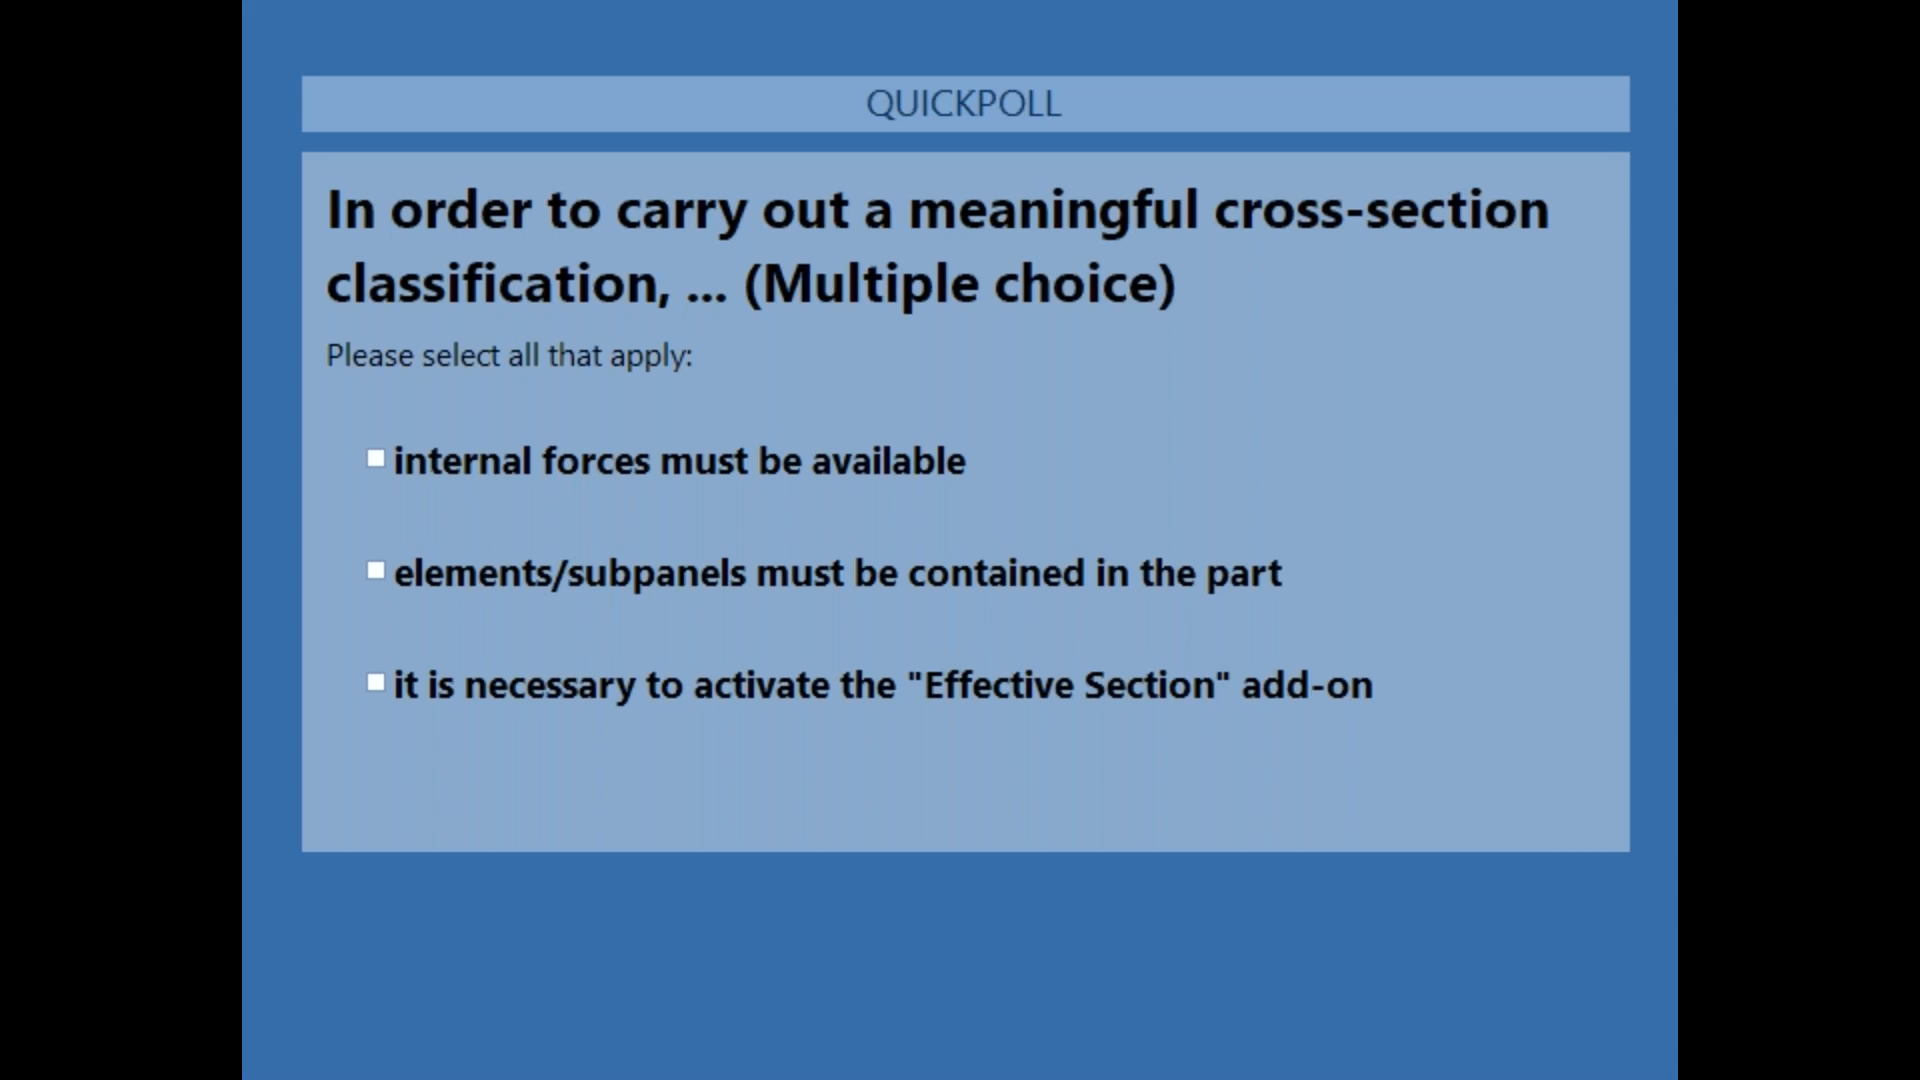 QUICKPOLL
In order to carry out a meaningful cross-section
classification, ... (Multiple choice)
Please select all that apply:
internal forces must be available
elements/subpanels must be contained in the part
it is necessary to activate the "Effective Section" add-on